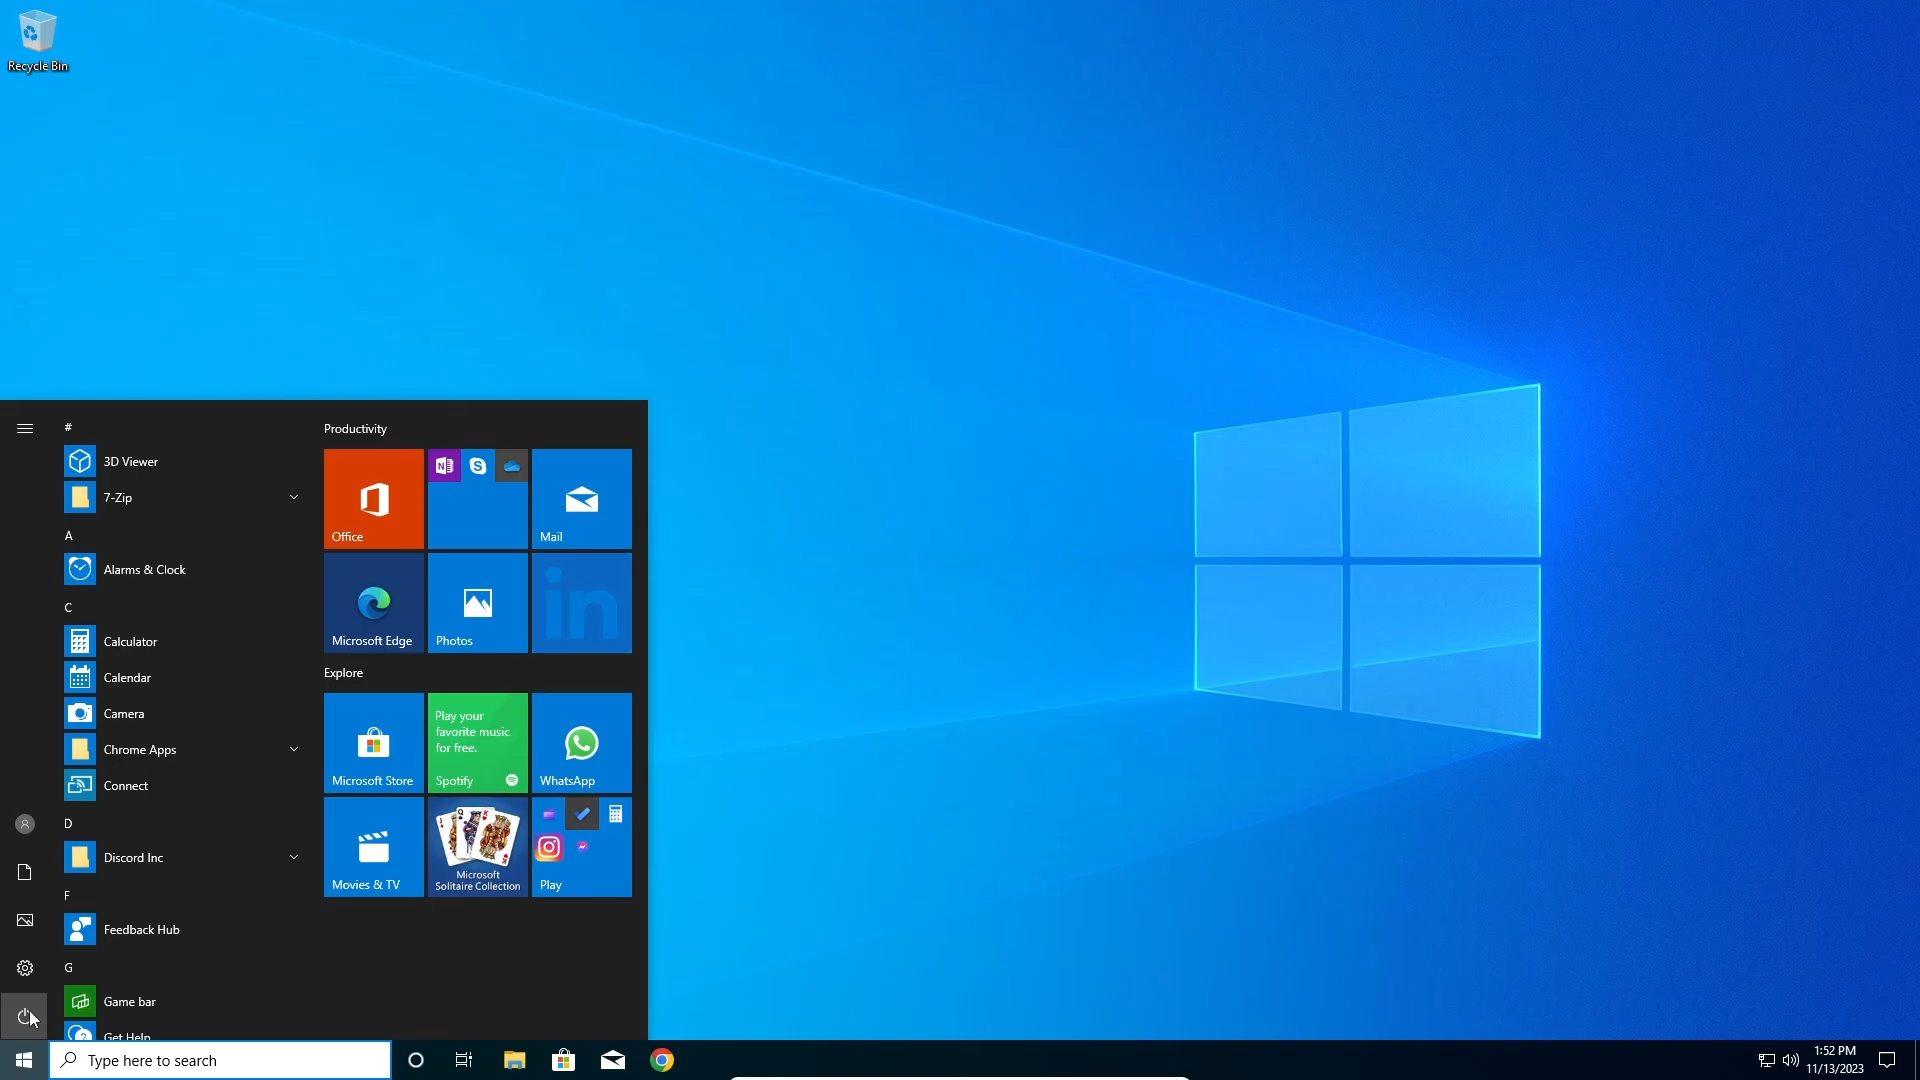 Recycle Bin
#
3D Viewer
7-Zip
A
Alarms & Clock
C
Calculator
Calendar
Camera
Chrome Apps
Connect
D
Discord Inc
F
Feedback Hub
G
Game bar
Get Help
Productivity
Office
N
S
Mail
Microsoft Edge
Photos
in
Explore
Microsoft Store
Play your
favorite music
for free.
Spotify
WhatsApp
Movies & TV
Microsoft
Solitaire Collection
Play
Type here to search
1:52 PM
11/13/2023